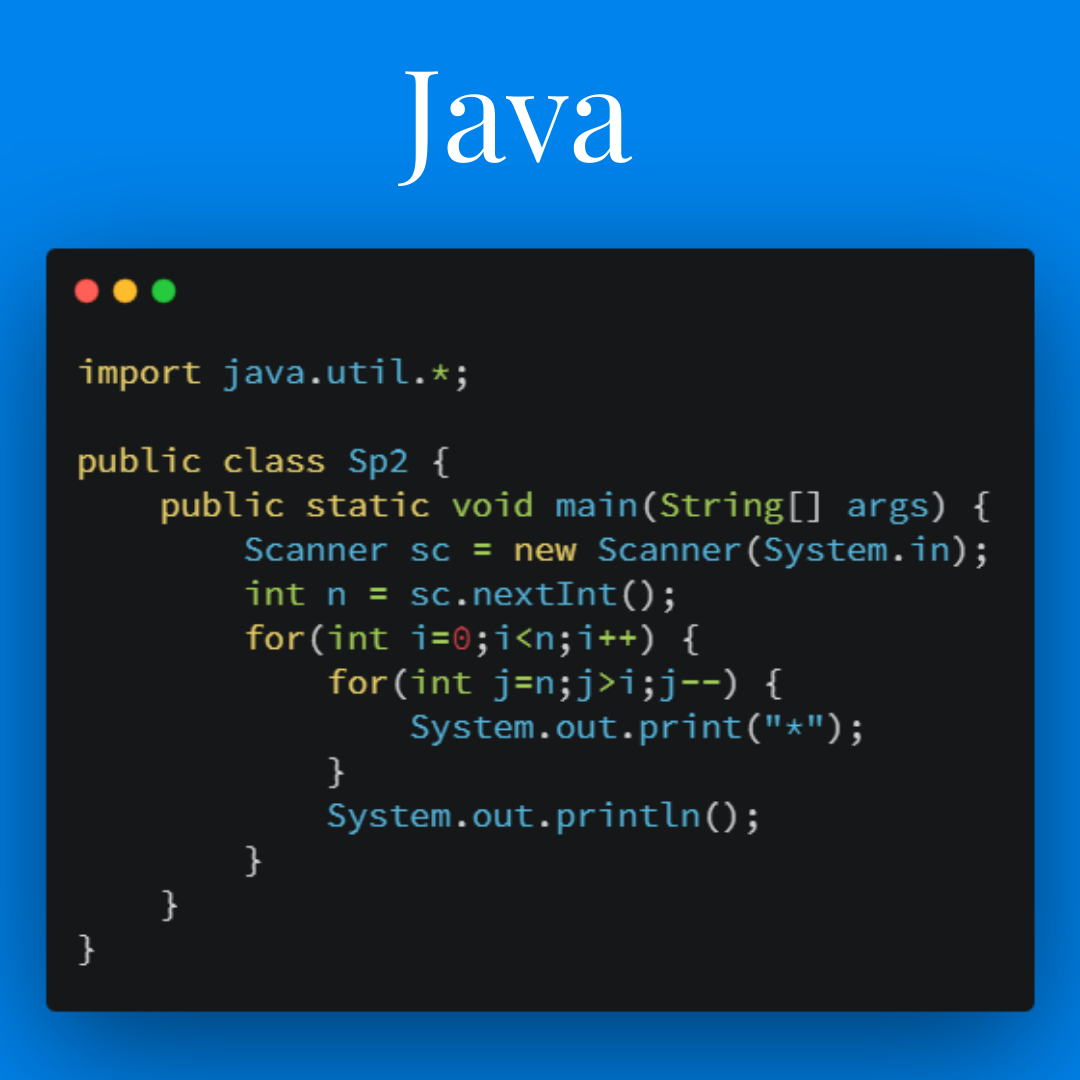 Java
import java.util.*;
public class Sp2 {
    public static void main(String[] args) {
        Scanner sc = new Scanner(System.in);
        int n = sc.nextInt();
        for(int i=0;i<n;i++) {
            for(int j=n;j>i;j--) {
                System.out.print("*");
            }
            System.out.println();
        }
    }
}